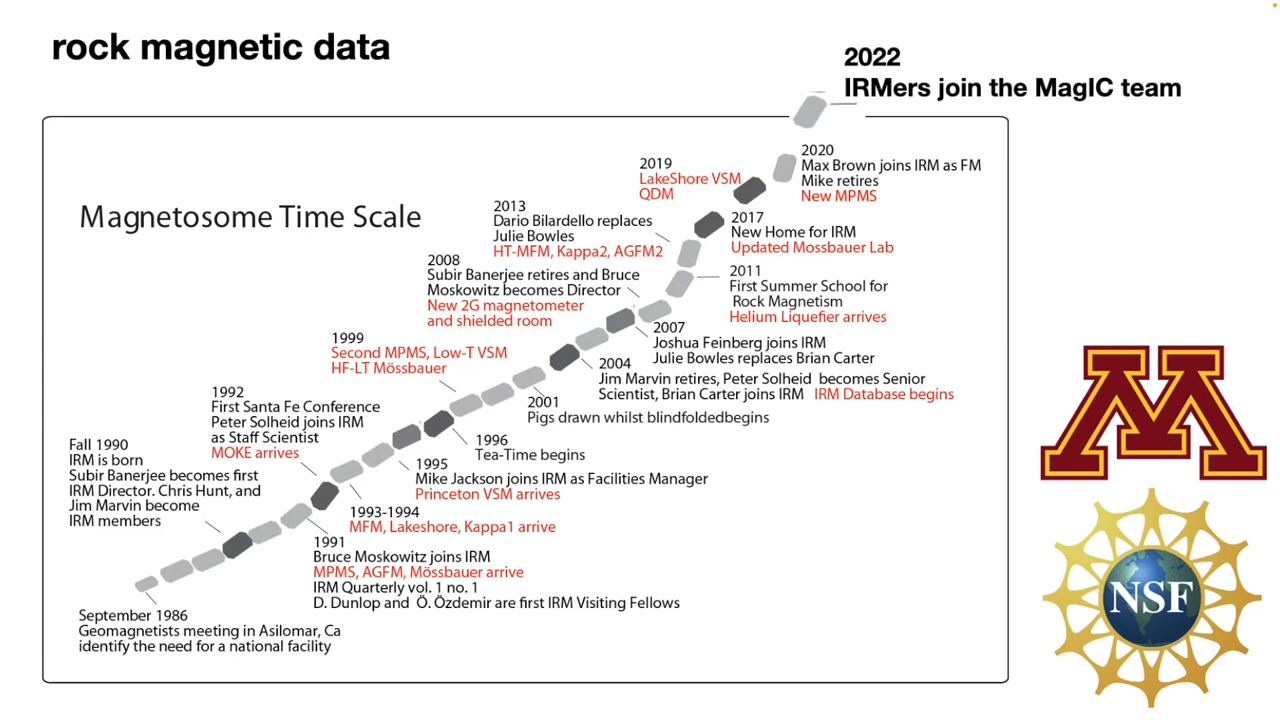 rock magnetic data
2022
IRMers join the MagIC team
Magnetosome Time Scale
2020
Max Brown joins IRM as FM
Mike retires
New MPMS
2019
LakeShore VSM
QDM
2017
New Home for IRM
Updated Mossbauer Lab
2013
Dario Bilardello replaces
Julie Bowles
HT-MFM, Kappa2, AGFM2
2011
First Summer School for
Rock Magnetism
Helium Liquefier arrives
2008
Subir Banerjee retires and Bruce
Moskowitz becomes Director
New 2G magnetometer
and shielded room
2007
Joshua Feinberg joins IRM
Julie Bowles replaces Brian Carter
2004
Jim Marvin retires, Peter Solheid becomes Senior
Scientist, Brian Carter joins IRM IRM Database begins
2001
Pigs drawn whilst blindfoldedbegins
1999
Second MPMS, Low-T VSM
HF-LT Mössbauer
1996
Tea-Time begins
1995
Mike Jackson joins IRM as Facilities Manager
Princeton VSM arrives
1992
First Santa Fe Conference
Peter Solheid joins IRM
as Staff Scientist
MOKE arrives
1993-1994
MFM, Lakeshore, Kappa1 arrive
Fall 1990
IRM is born
Subir Banerjee becomes first
IRM Director. Chris Hunt, and
Jim Marvin become
IRM members
1991
Bruce Moskowitz joins IRM
MPMS, AGFM, Mössbauer arrive
IRM Quarterly vol. 1 no. 1
D. Dunlop and Ö. Özdemir are first IRM Visiting Fellows
September 1986
Geomagnetists meeting in Asilomar, Ca
identify the need for a national facility
M
NSF